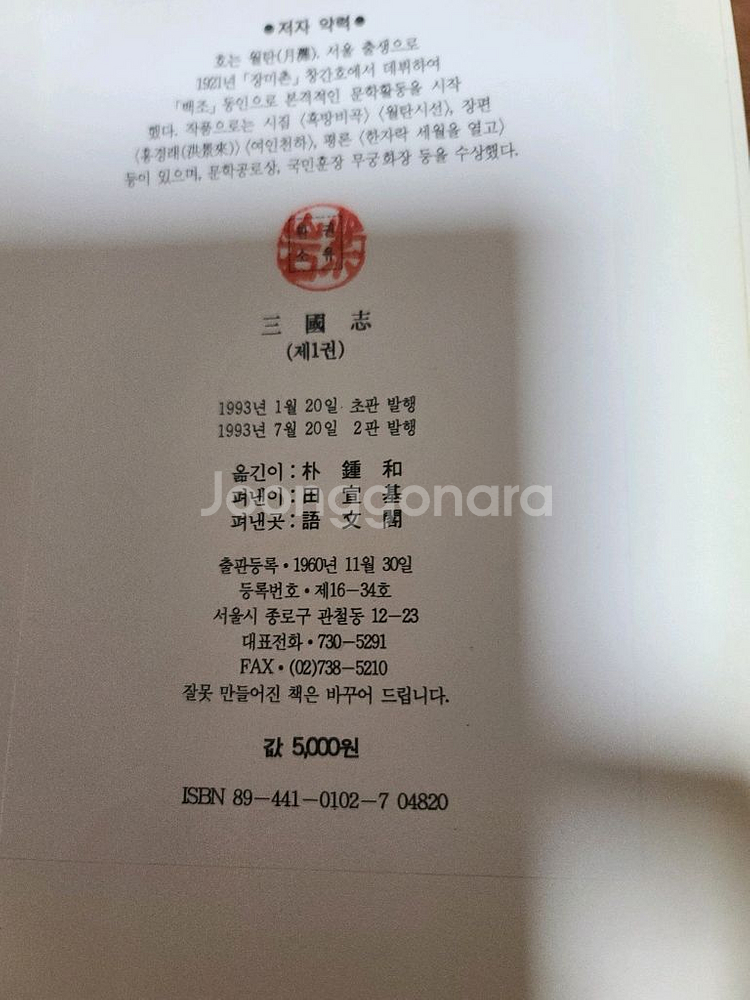 ● 저자 약력 ●
호는 월탄(月灘). 서울 출생으로
1921년 「장미촌」 창간호에서 데뷔하여
「백조」 동인으로 본격적인 문학활동을 시작
했다. 작품으로는 시집 〈흑방비곡〉 〈월탄시선〉, 장편
〈홍경래(洪景來)〉 〈여인천하〉, 평론 〈한자락 세월을 열고〉
등이 있으며, 문학공로상, 국민훈장 무궁화장 등을 수상했다.
三 國 志
(제1권)
1993년 1월 20일 초판 발행
1993년 7월 20일 2판 발행
옮긴이 : 朴 鍾 和
펴낸이 : 田 宣 基
펴낸곳 : 語 文 閣
Joonggonara
출판등록 • 1960년 11월 30일
등록번호 • 제16-34호
서울시 종로구 관철동 12-23
대표전화 • 730-5291
FAX • (02)738-5210
잘못 만들어진 책은 바꾸어 드립니다.
값 5,000원
ISBN 89-441-0102-7 04820